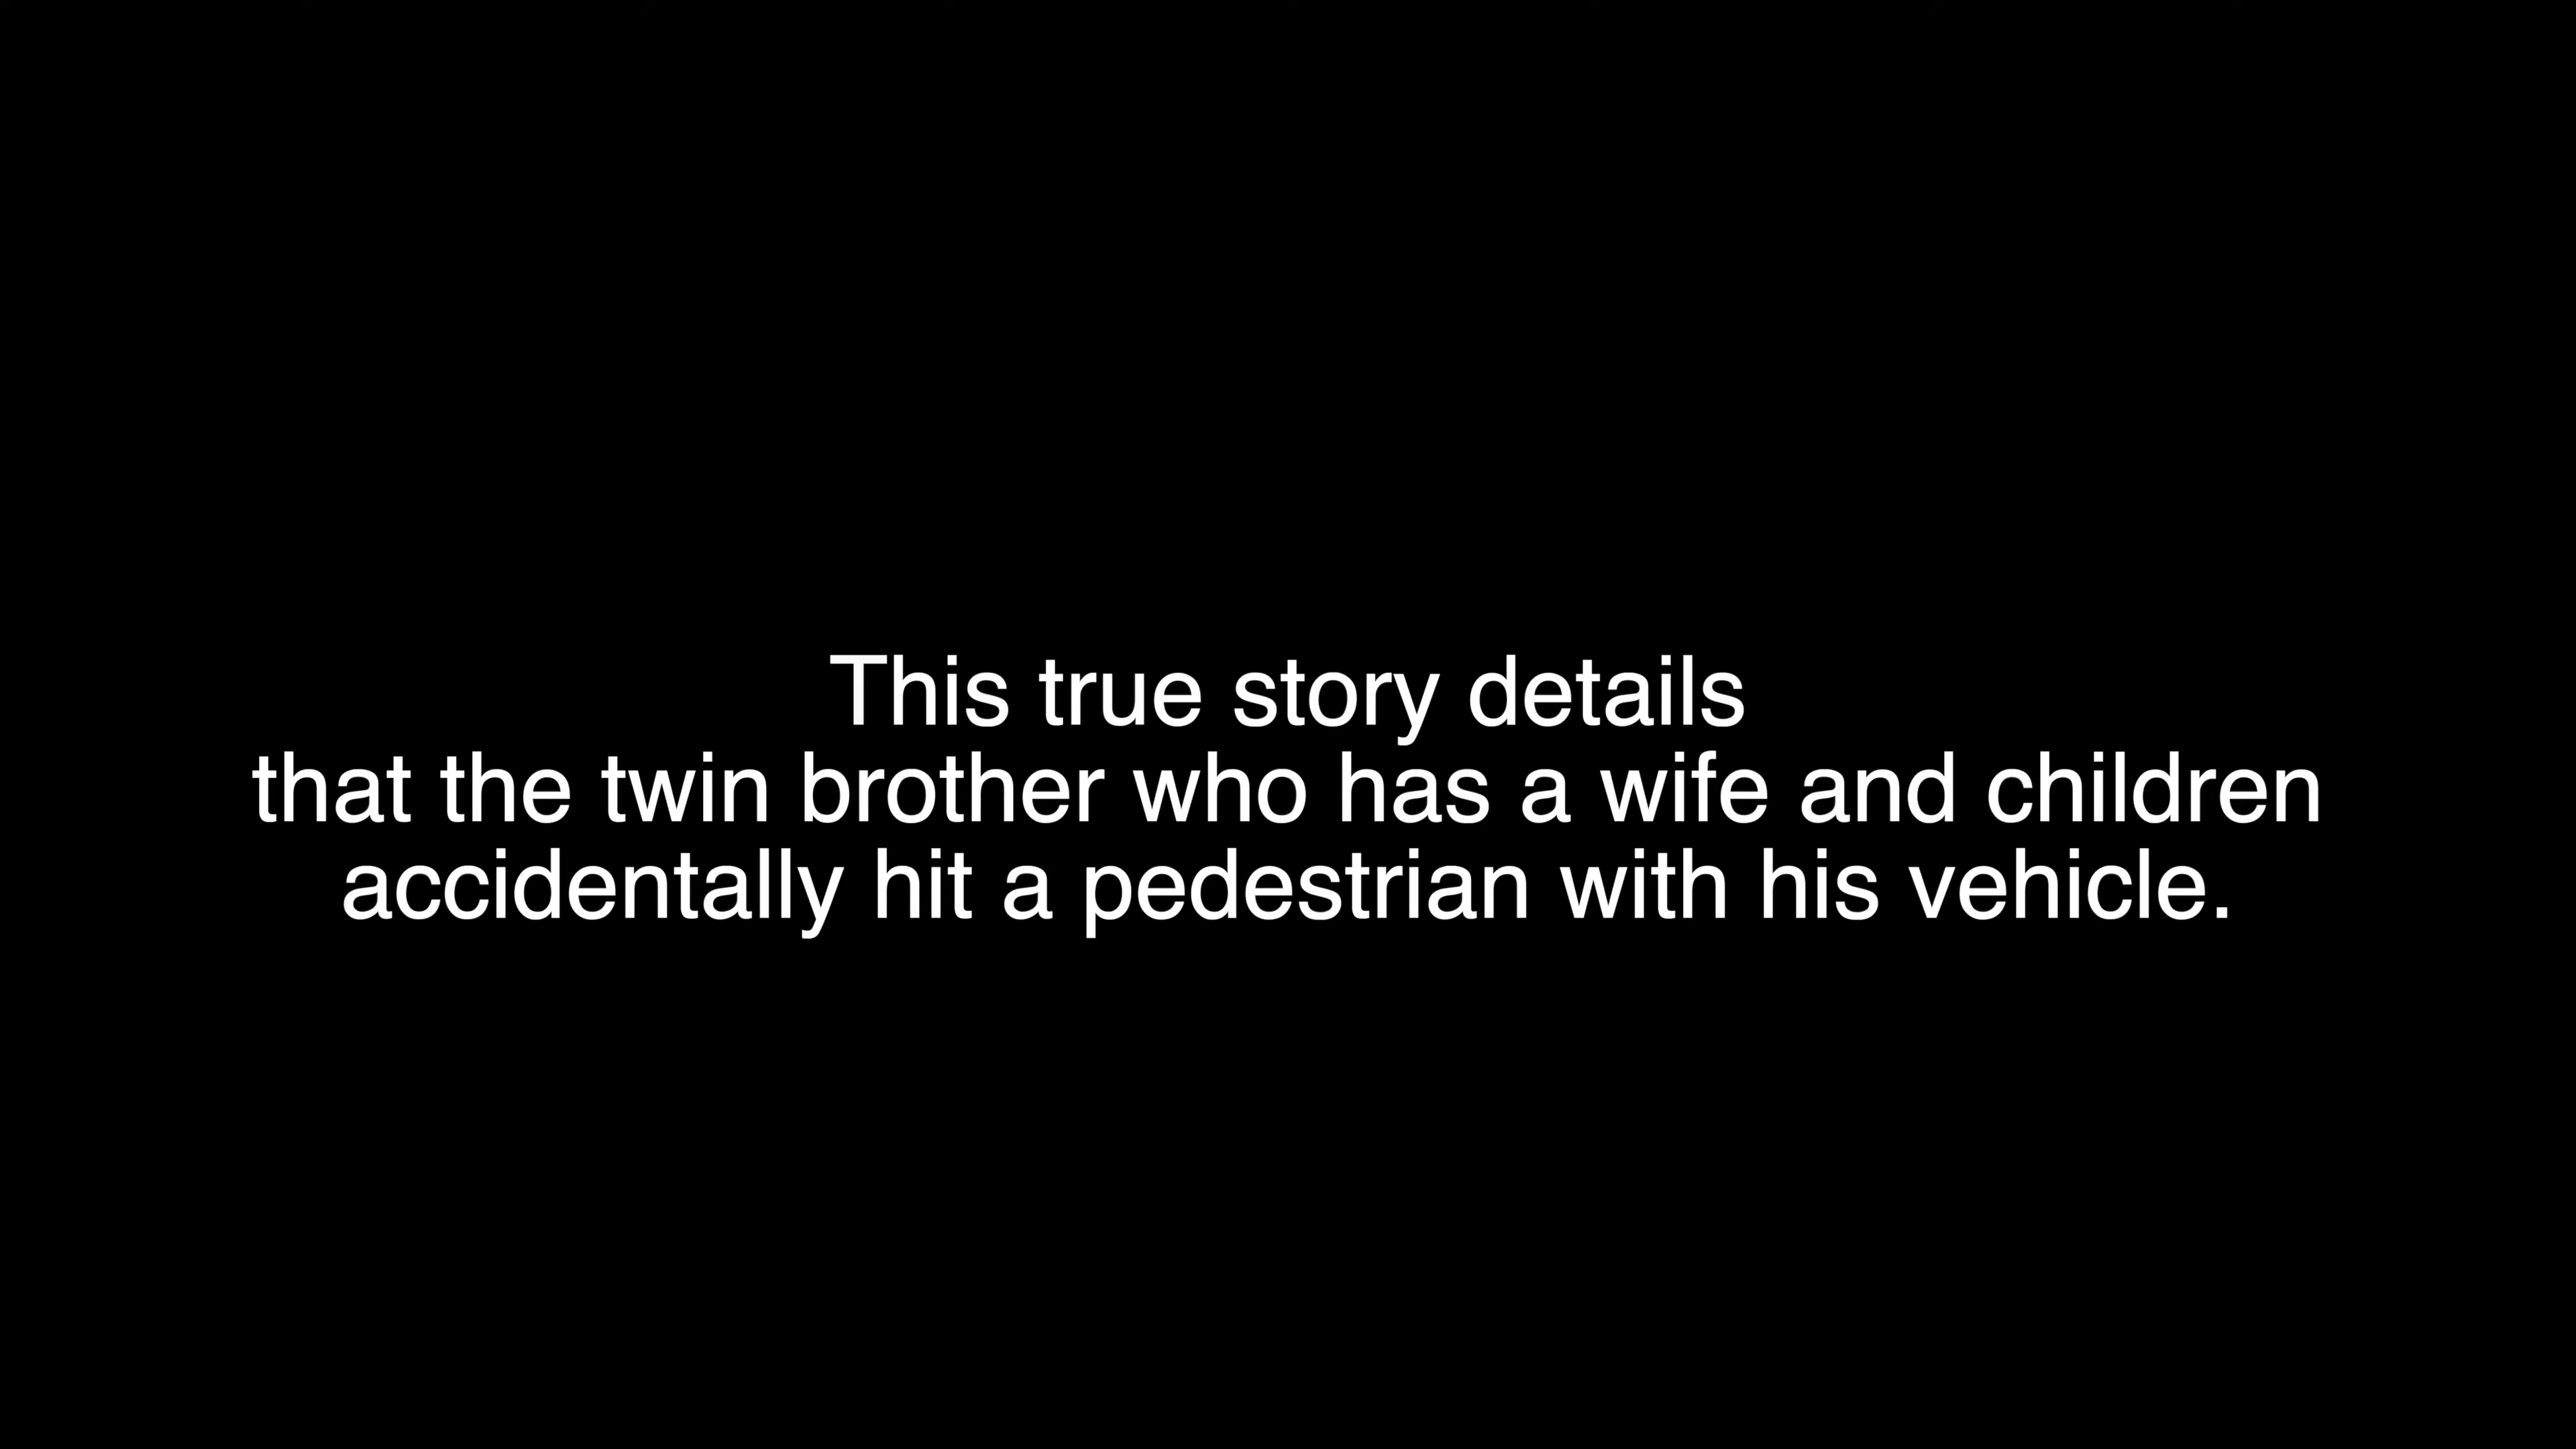 This true story details
that the twin brother who has a wife and children
accidentally hit a pedestrian with his vehicle.